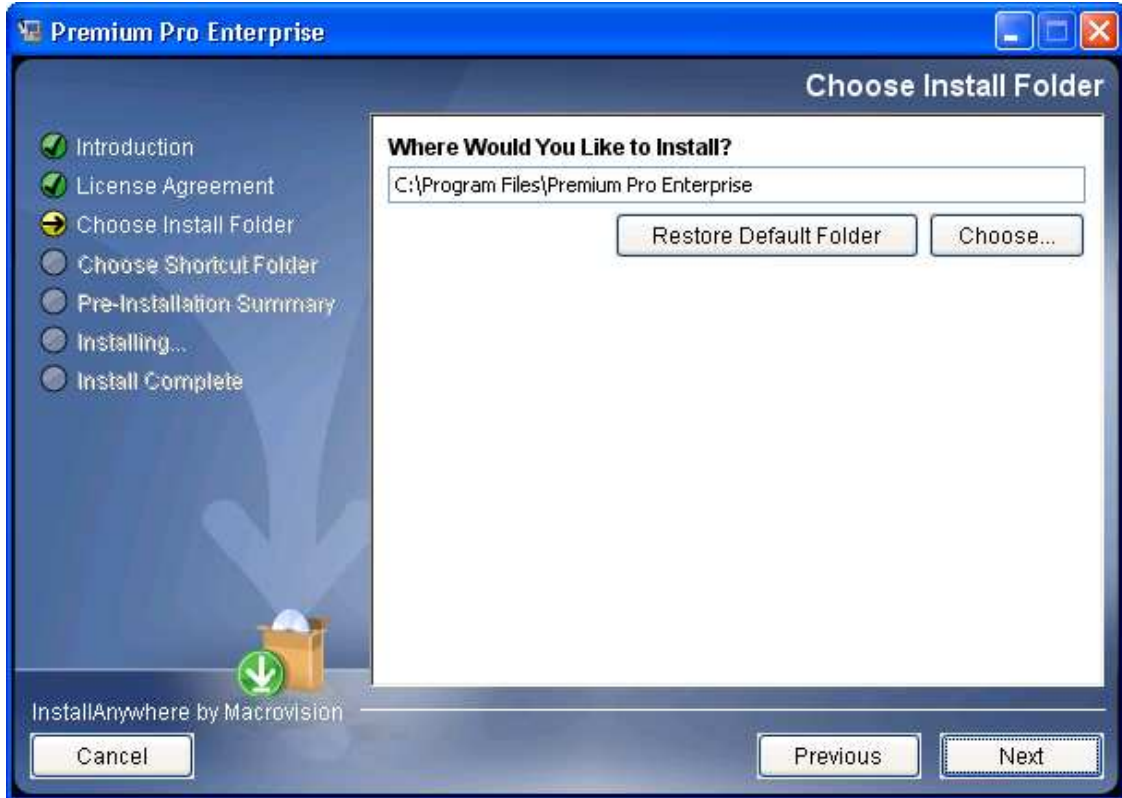 Premium Pro Enterprise
Choose Install Folder
Introduction
License Agreement
Choose Install Folder
Choose Shortcut Folder
Pre-Installation Summary
Installing...
Install Complete
Where Would You Like to Install?
C:\Program Files\Premium Pro Enterprise
Restore Default Folder Choose...
InstallAnywhere by Macrovision
Cancel Previous Next